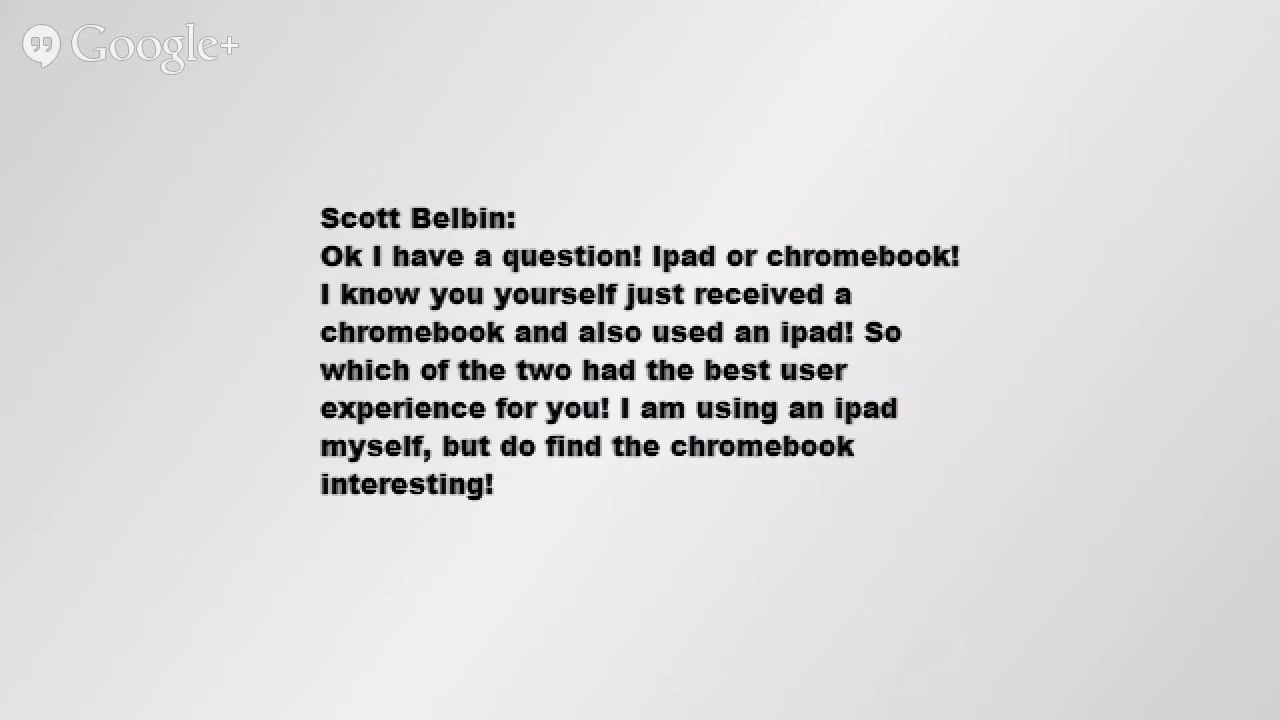 Google+
Scott Belbin:
Ok I have a question! Ipad or chromebook!
I know you yourself just received a
chromebook and also used an ipad! So
which of the two had the best user
experience for you! I am using an ipad
myself, but do find the chromebook
interesting!